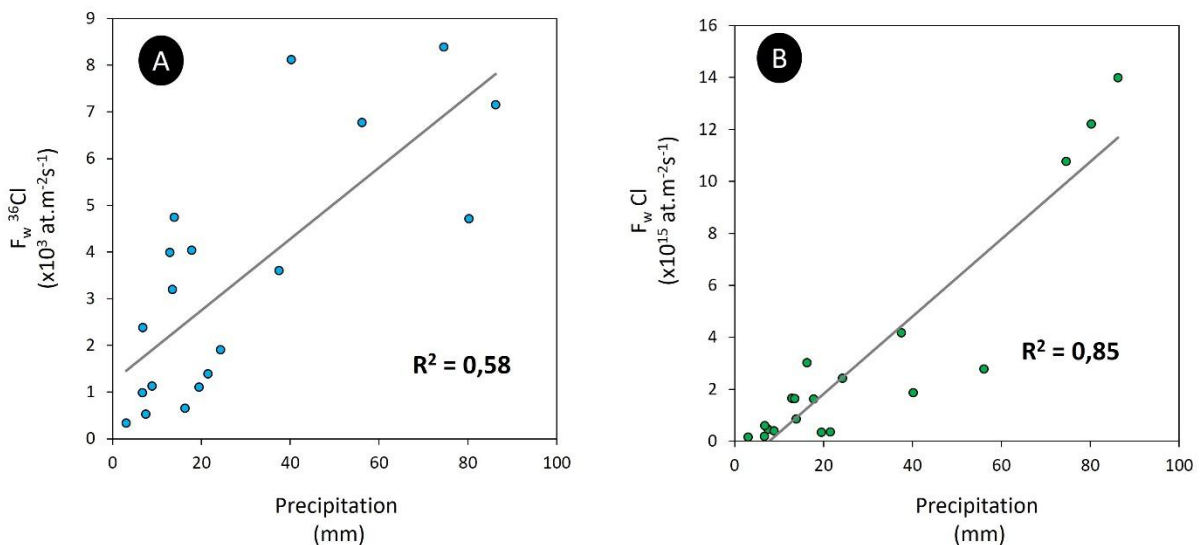 A
9
8
7
6
5
4
3
2
1
0
F_w ³⁶Cl
(x10³ at.m⁻²s⁻¹)
R² = 0,58
0 20 40 60 80 100
Precipitation
(mm)
B
16
14
12
10
8
6
4
2
0
F_w Cl
(x10¹⁵ at.m⁻²s⁻¹)
R² = 0,85
0 20 40 60 80 100
Precipitation
(mm)